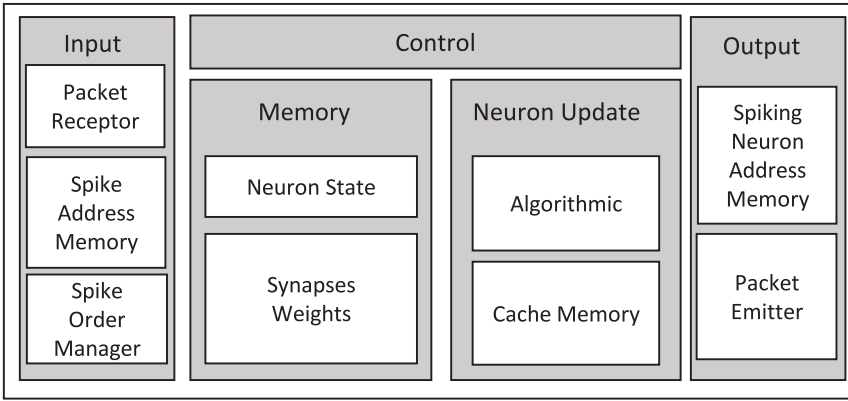 Input
Packet
Receptor
Spike
Address
Memory
Spike
Order
Manager
Control
Memory
Neuron State
Synapses
Weights
Neuron Update
Algorithmic
Cache Memory
Output
Spiking
Neuron
Address
Memory
Packet
Emitter